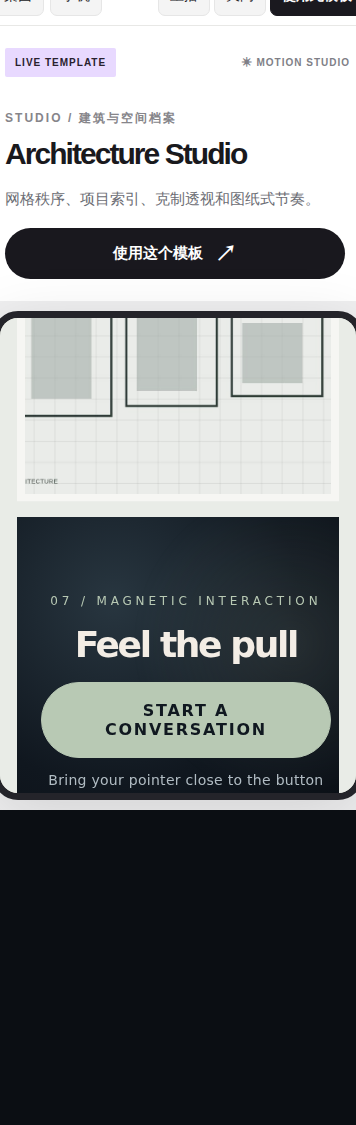 LIVE TEMPLATE
✳ MOTION STUDIO
STUDIO / 建筑与空间档案
Architecture Studio
网格秩序、项目索引、克制透视和图纸式节奏。
使用这个模板 ↗
ITECTURE
07 / MAGNETIC INTERACTION
Feel the pull
START A
CONVERSATION
Bring your pointer close to the button